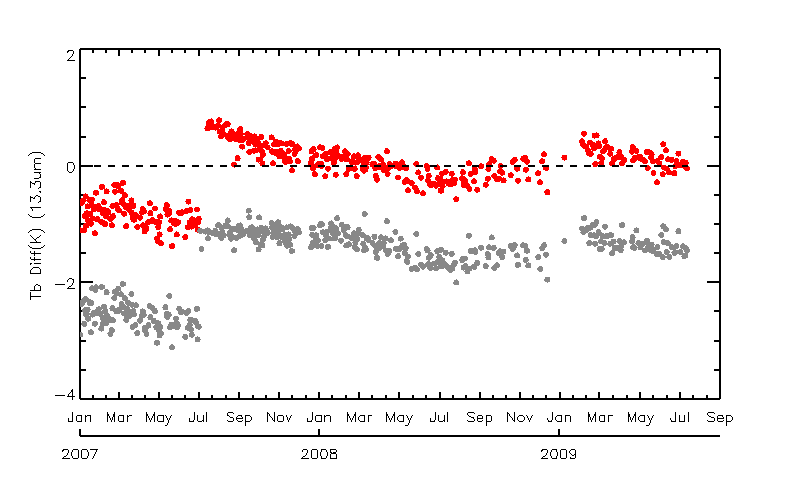 2
0
−2
−4
Tb Diff(K) (13.3um)
Jan Mar May Jul Sep Nov Jan Mar May Jul Sep Nov Jan Mar May Jul Sep
2007 2008 2009